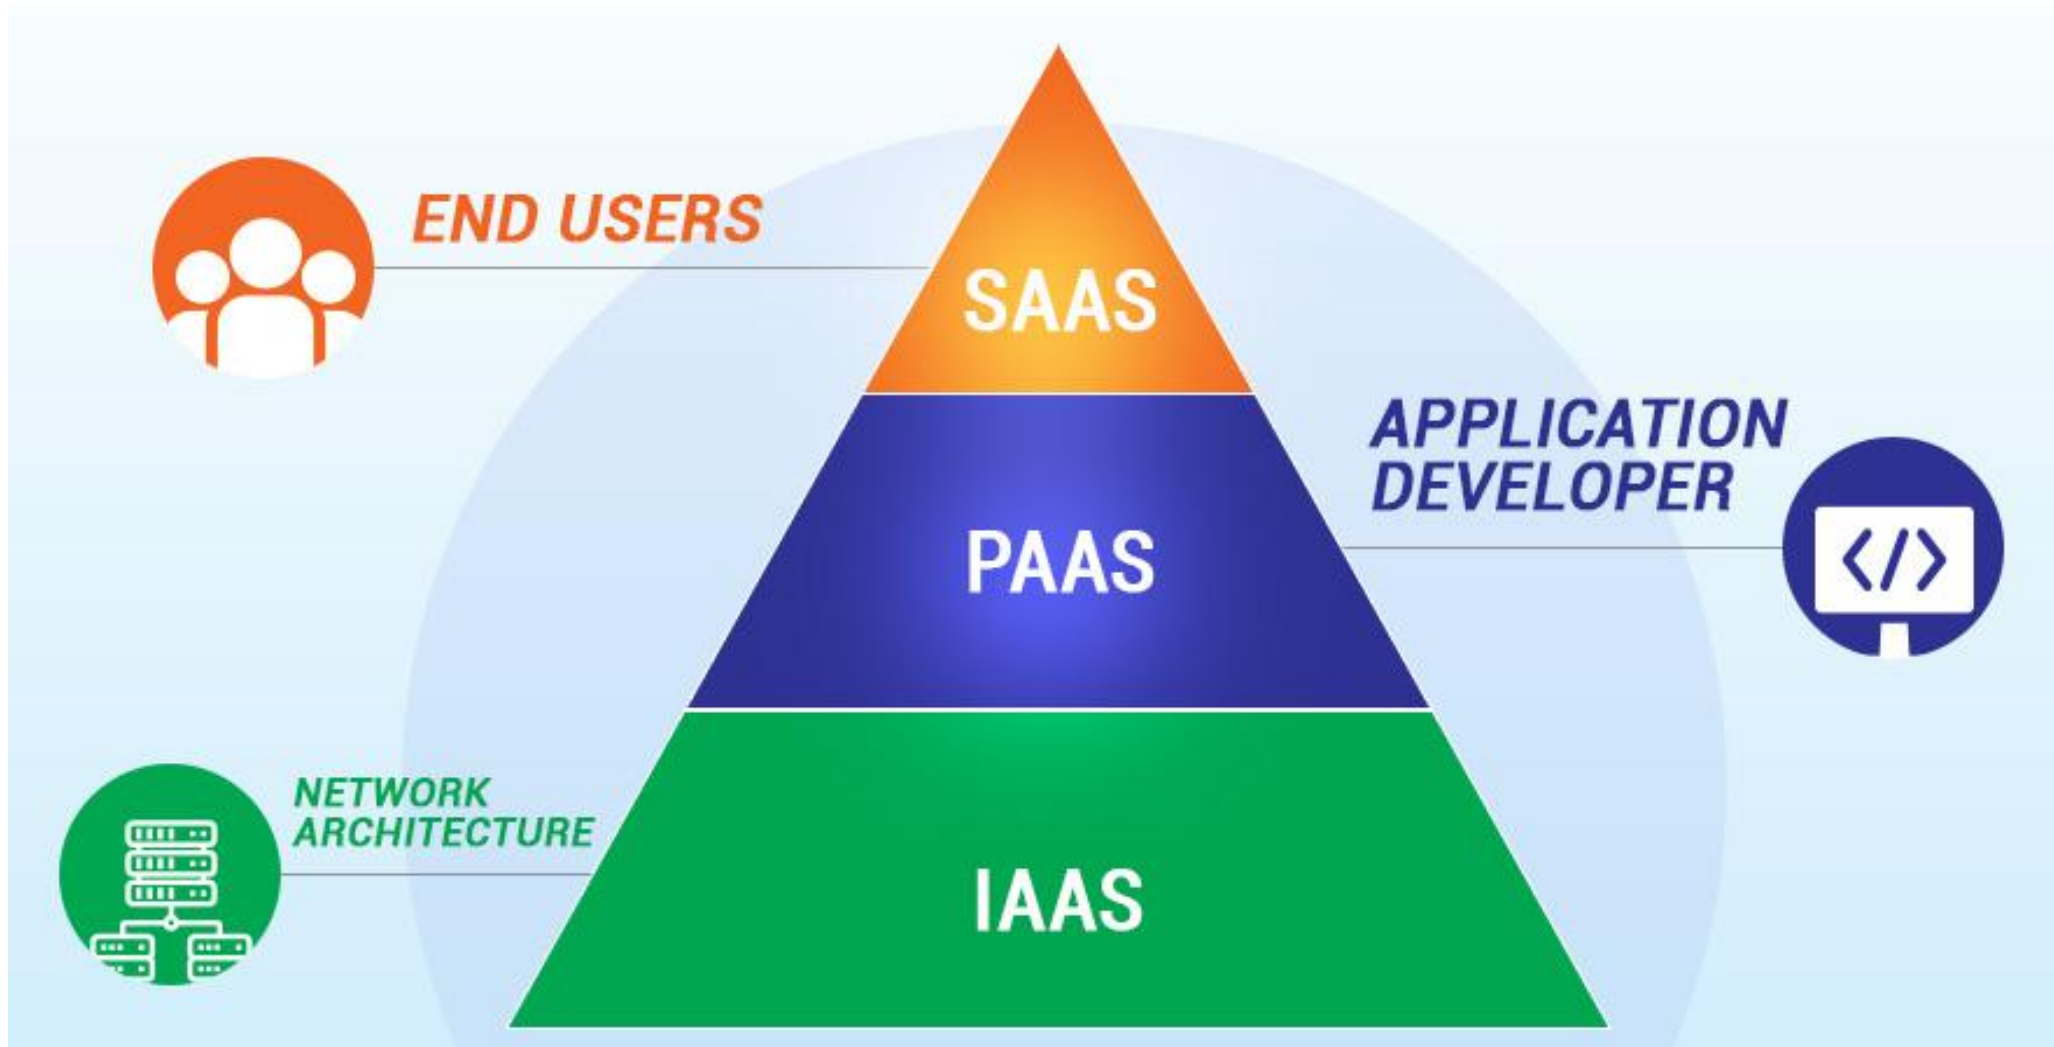 END USERS
SAAS
APPLICATION
DEVELOPER
PAAS
NETWORK
ARCHITECTURE
IAAS